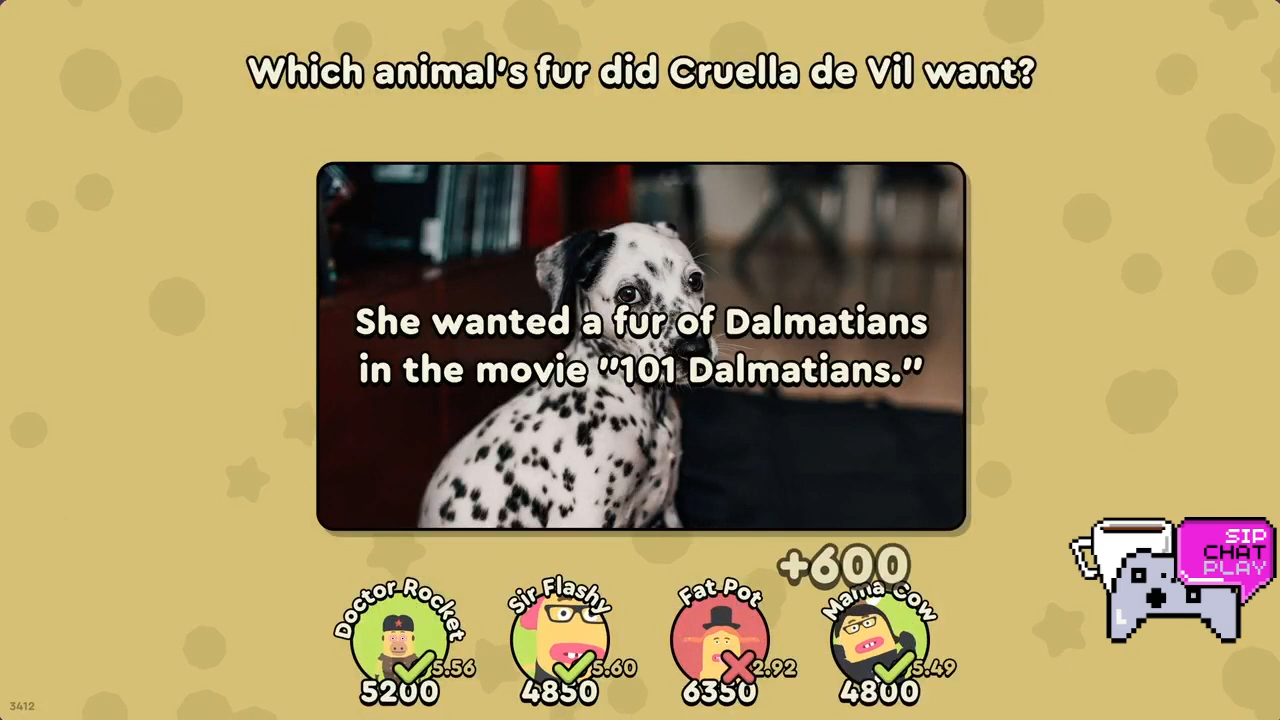 Which animal's fur did Cruella de Vil want?
She wanted a fur of Dalmatians
in the movie "101 Dalmatians."
+600
Doctor Rocket
Sir Flashy
Fat Pot
Mama Cow
5.56
5.60
2.92
5.49
5200
4850
6350
4800
SIP
CHAT
PLAY
3412